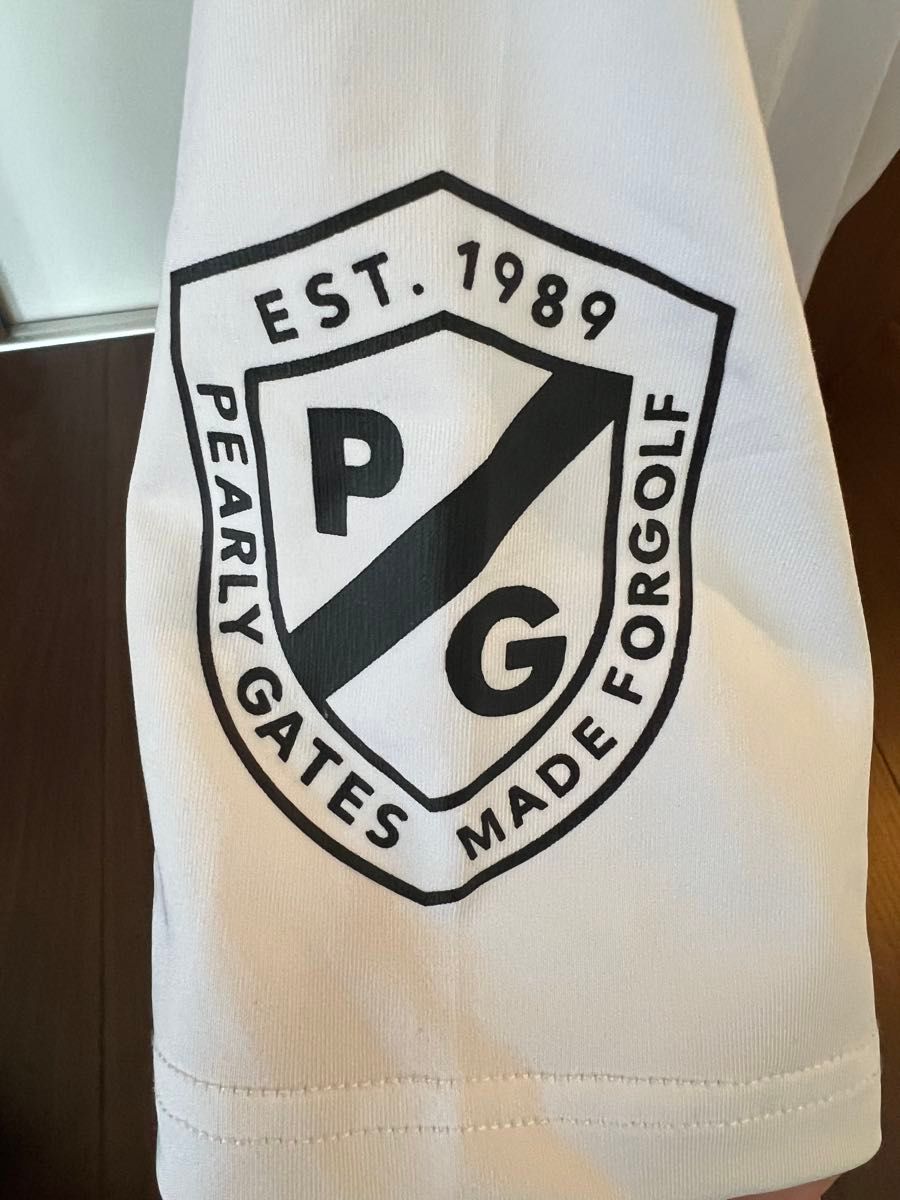 EST. 1989
PEARLY GATES
MADE FORGOLF
P
G